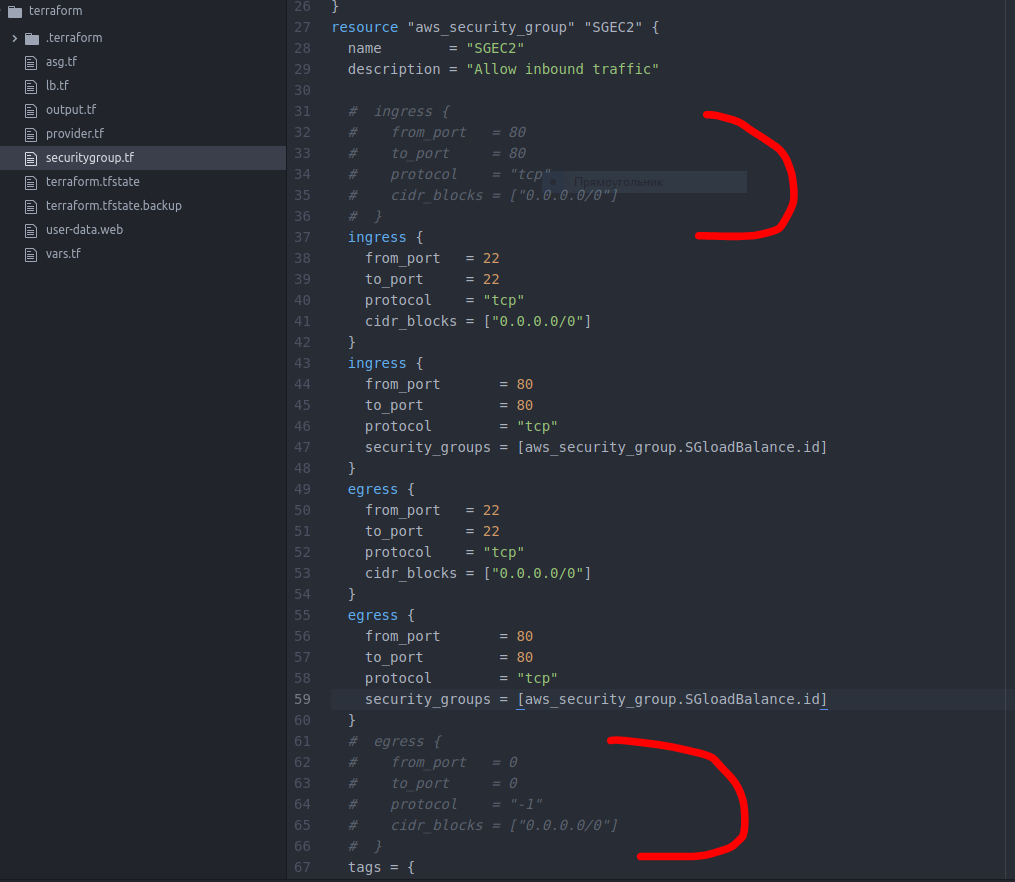 terraform
.terraform
asg.tf
lb.tf
output.tf
provider.tf
securitygroup.tf
terraform.tfstate
terraform.tfstate.backup
user-data.web
vars.tf
26 }
27 resource "aws_security_group" "SGEC2" {
28   name        = "SGEC2"
29   description = "Allow inbound traffic"
30
31   #  ingress {
32   #    from_port   = 80
33   #    to_port     = 80
34   #    protocol    = "tcp"
Прямоугольник
35   #    cidr_blocks = ["0.0.0.0/0"]
36   #  }
37   ingress {
38     from_port   = 22
39     to_port     = 22
40     protocol    = "tcp"
41     cidr_blocks = ["0.0.0.0/0"]
42   }
43   ingress {
44     from_port       = 80
45     to_port         = 80
46     protocol        = "tcp"
47     security_groups = [aws_security_group.SGloadBalance.id]
48   }
49   egress {
50     from_port   = 22
51     to_port     = 22
52     protocol    = "tcp"
53     cidr_blocks = ["0.0.0.0/0"]
54   }
55   egress {
56     from_port       = 80
57     to_port         = 80
58     protocol        = "tcp"
59     security_groups = [aws_security_group.SGloadBalance.id]
60   }
61   #  egress {
62   #    from_port   = 0
63   #    to_port     = 0
64   #    protocol    = "-1"
65   #    cidr_blocks = ["0.0.0.0/0"]
66   #  }
67   tags = {